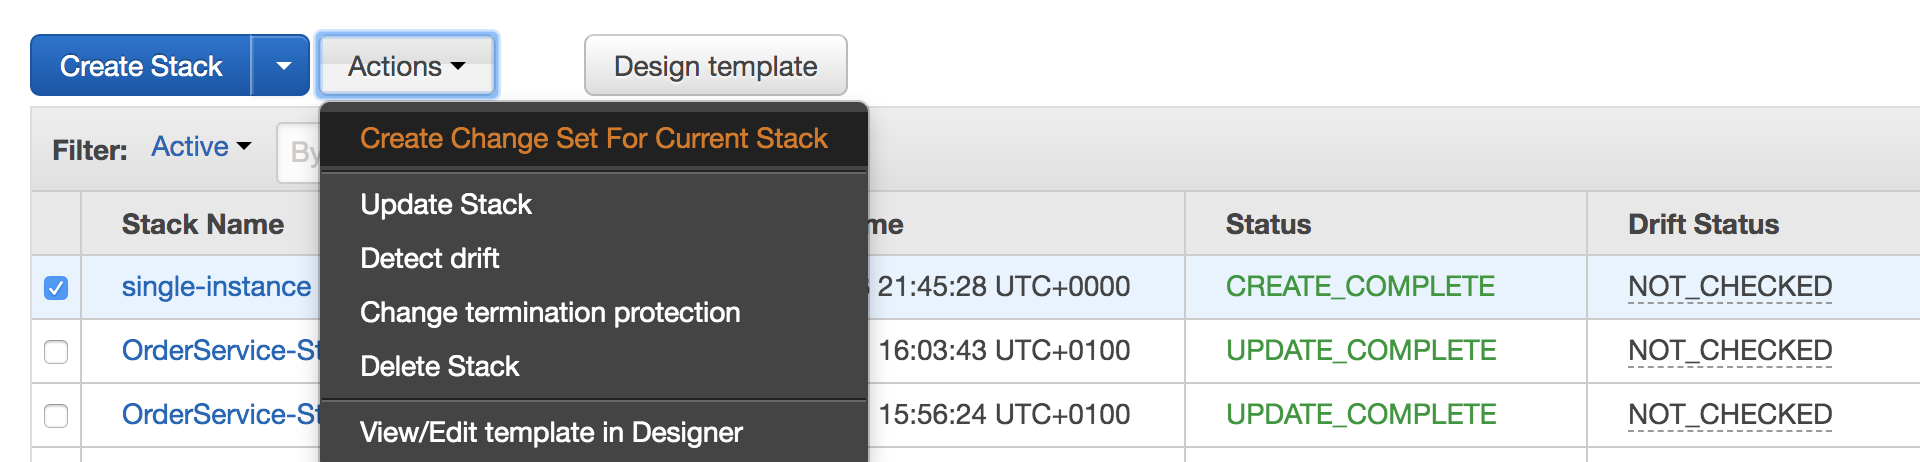 Create Stack Actions Design template
Filter: Active By
Create Change Set For Current Stack
Update Stack
Detect drift
Change termination protection
Delete Stack
View/Edit template in Designer
Stack Name me Status Drift Status
single-instance 21:45:28 UTC+0000 CREATE_COMPLETE NOT_CHECKED
OrderService-St 16:03:43 UTC+0100 UPDATE_COMPLETE NOT_CHECKED
OrderService-St 15:56:24 UTC+0100 UPDATE_COMPLETE NOT_CHECKED